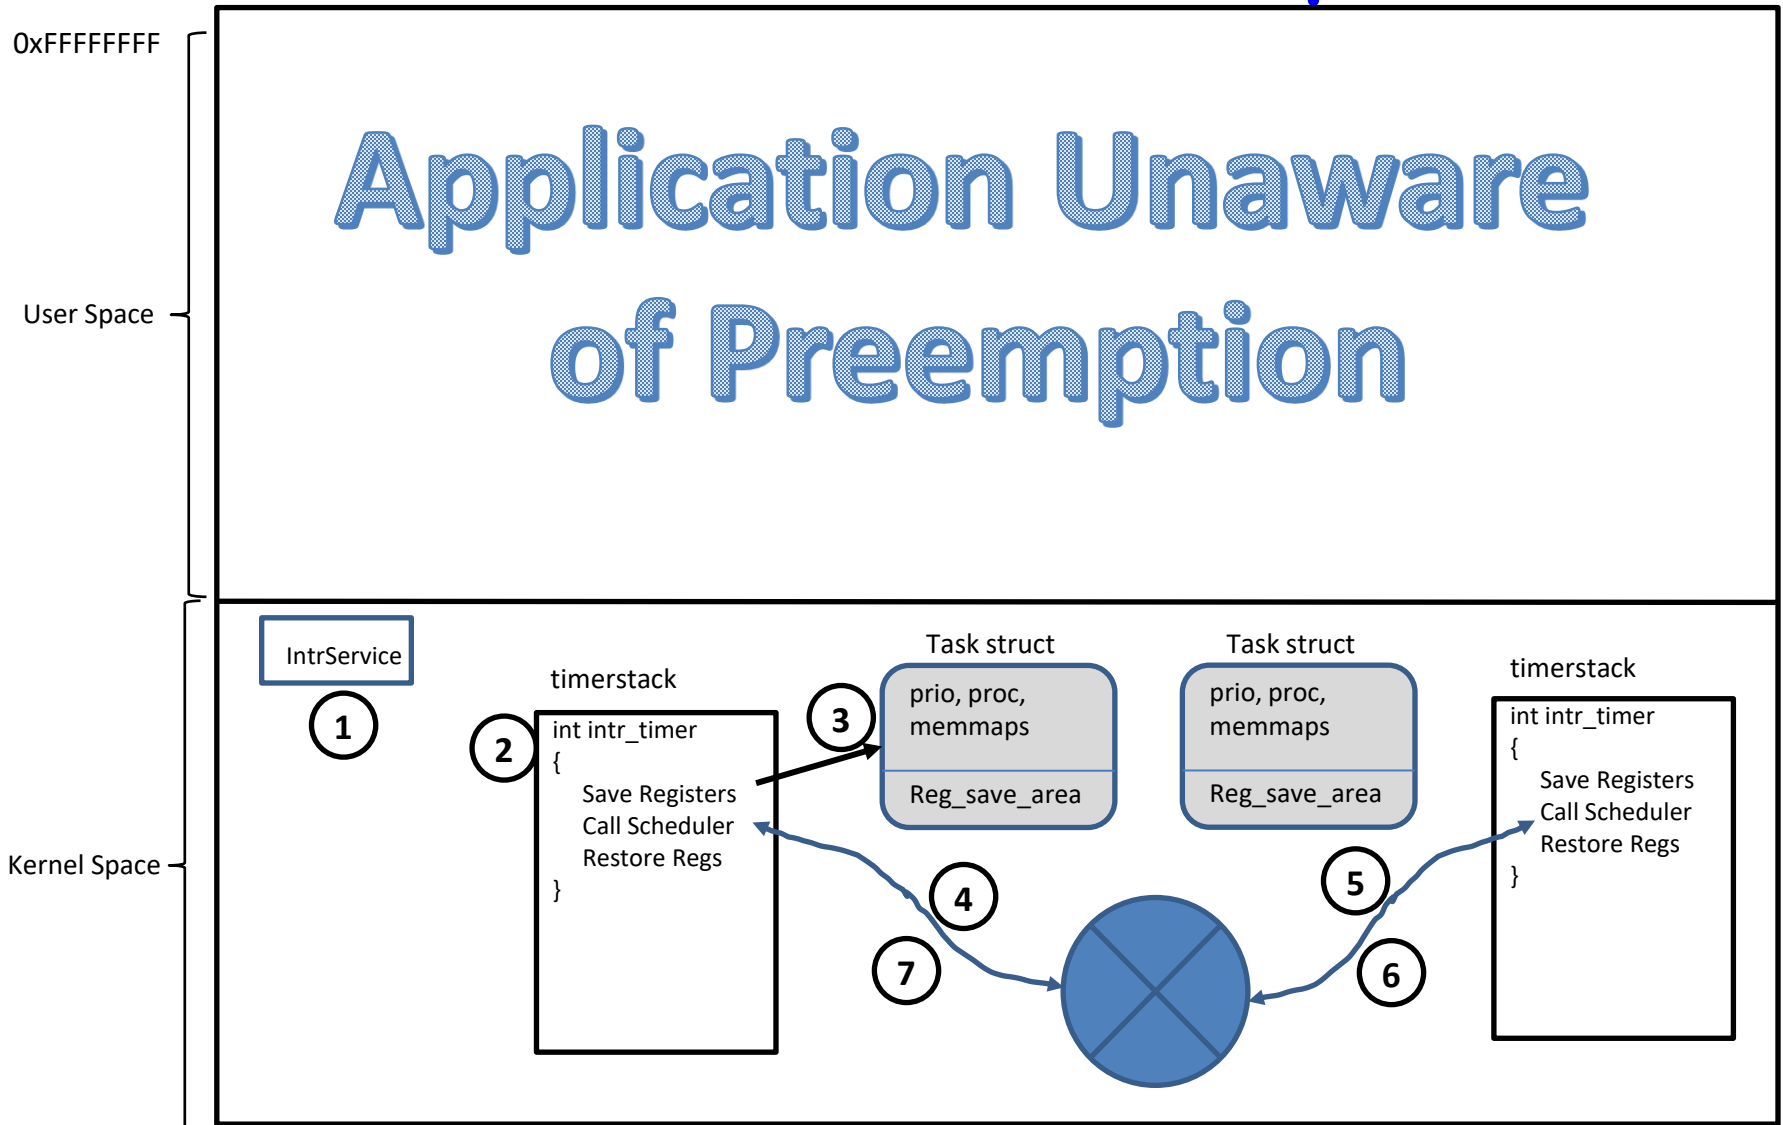 0xFFFFFFFF
Application Unaware
of Preemption
User Space
IntrService
1
timerstack
2
int intr_timer
{
Save Registers
Call Scheduler
Restore Regs
}
3
Task struct
prio, proc,
memmaps
Reg_save_area
Task struct
prio, proc,
memmaps
Reg_save_area
timerstack
int intr_timer
{
Save Registers
Call Scheduler
Restore Regs
}
Kernel Space
4
5
7
6